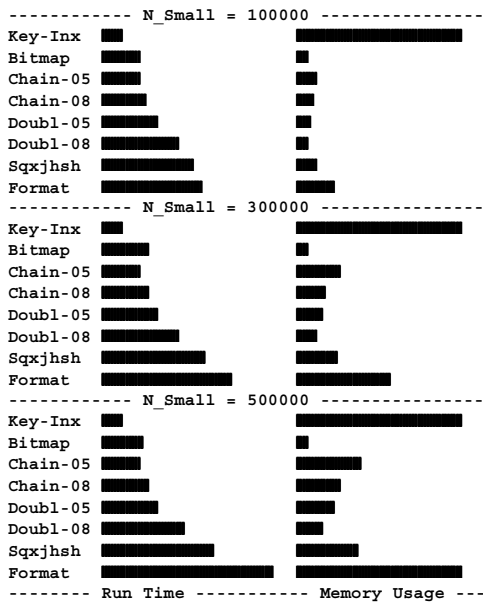 ------------ N_Small = 100000 ----------------
Key-Inx
Bitmap
Chain-05
Chain-08
Doubl-05
Doubl-08
Sqxjhsh
Format
------------ N_Small = 300000 ----------------
Key-Inx
Bitmap
Chain-05
Chain-08
Doubl-05
Doubl-08
Sqxjhsh
Format
------------ N_Small = 500000 ----------------
Key-Inx
Bitmap
Chain-05
Chain-08
Doubl-05
Doubl-08
Sqxjhsh
Format
-------- Run Time ----------- Memory Usage ---